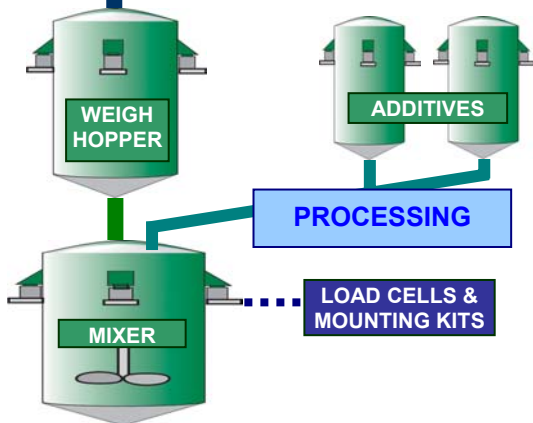 WEIGH
HOPPER
ADDITIVES
PROCESSING
LOAD CELLS &
MOUNTING KITS
MIXER